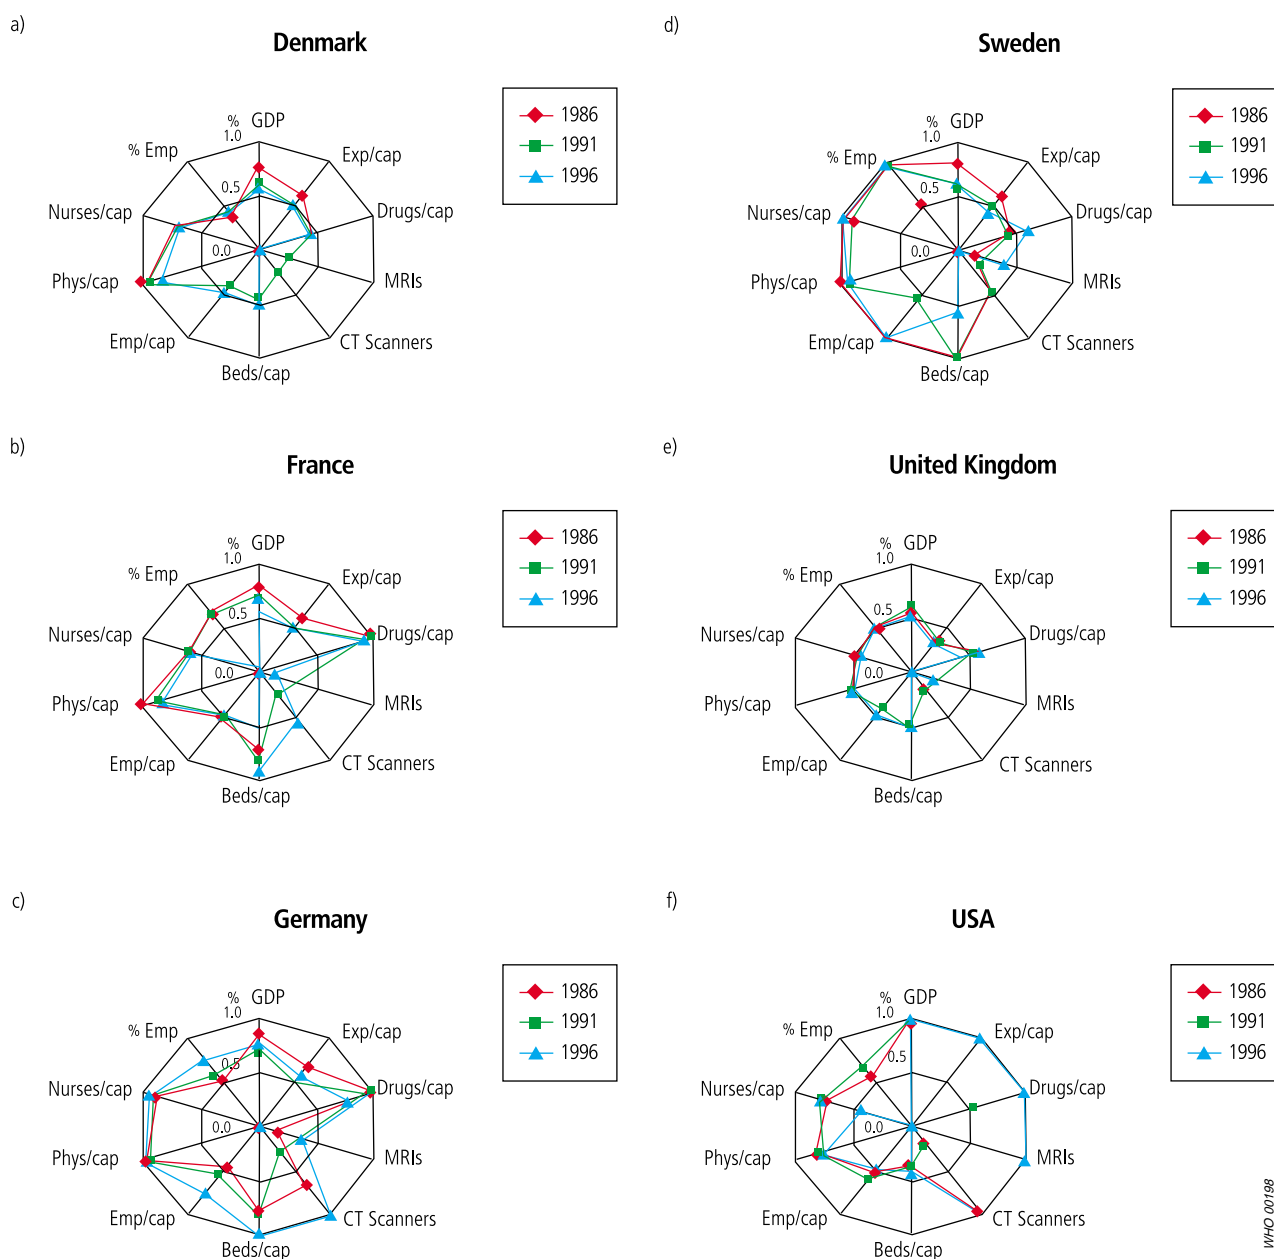 a)
Denmark
%
1.0
GDP
% Emp
Exp/cap
0.5
Nurses/cap
Drugs/cap
0.0
Phys/cap
MRIs
Emp/cap
CT Scanners
Beds/cap
1986
1991
1996
d)
Sweden
%
1.0
GDP
% Emp
Exp/cap
0.5
Nurses/cap
Drugs/cap
0.0
Phys/cap
MRIs
Emp/cap
CT Scanners
Beds/cap
1986
1991
1996
b)
France
%
1.0
GDP
% Emp
Exp/cap
0.5
Nurses/cap
Drugs/cap
0.0
Phys/cap
MRIs
Emp/cap
CT Scanners
Beds/cap
1986
1991
1996
e)
United Kingdom
%
1.0
GDP
% Emp
Exp/cap
0.5
Nurses/cap
Drugs/cap
0.0
Phys/cap
MRIs
Emp/cap
CT Scanners
Beds/cap
1986
1991
1996
c)
Germany
%
1.0
GDP
% Emp
Exp/cap
0.5
Nurses/cap
Drugs/cap
0.0
Phys/cap
MRIs
Emp/cap
CT Scanners
Beds/cap
1986
1991
1996
f)
USA
%
1.0
GDP
% Emp
Exp/cap
0.5
Nurses/cap
Drugs/cap
0.0
Phys/cap
MRIs
Emp/cap
CT Scanners
Beds/cap
1986
1991
1996
WHO 00198